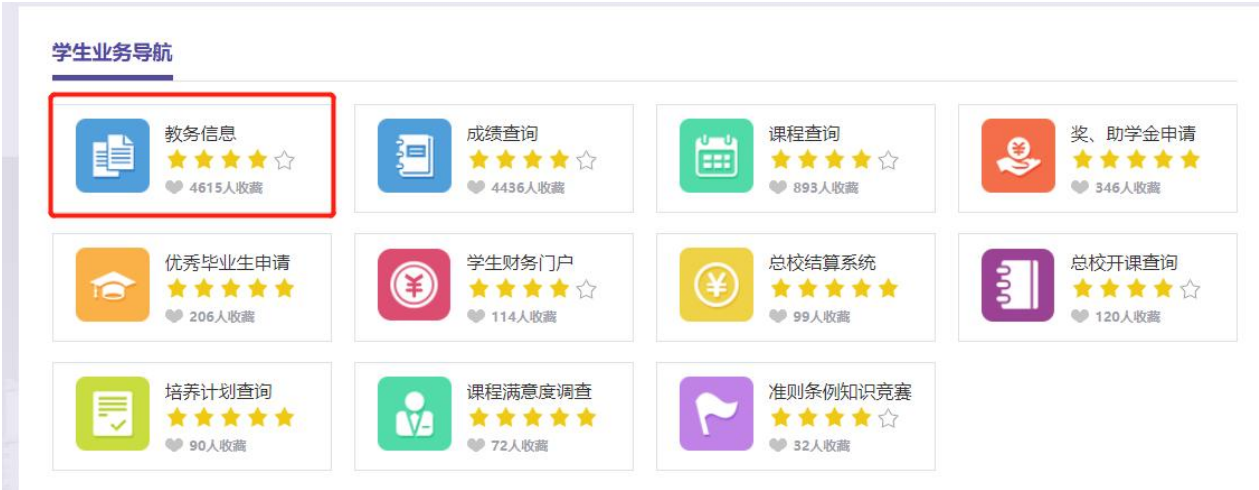 学生业务导航
教务信息
4615人收藏
成绩查询
4436人收藏
课程查询
893人收藏
奖、助学金申请
346人收藏
优秀毕业生申请
206人收藏
学生财务门户
114人收藏
总校结算系统
99人收藏
总校开课查询
120人收藏
培养计划查询
90人收藏
课程满意度调查
72人收藏
准则条例知识竞赛
32人收藏